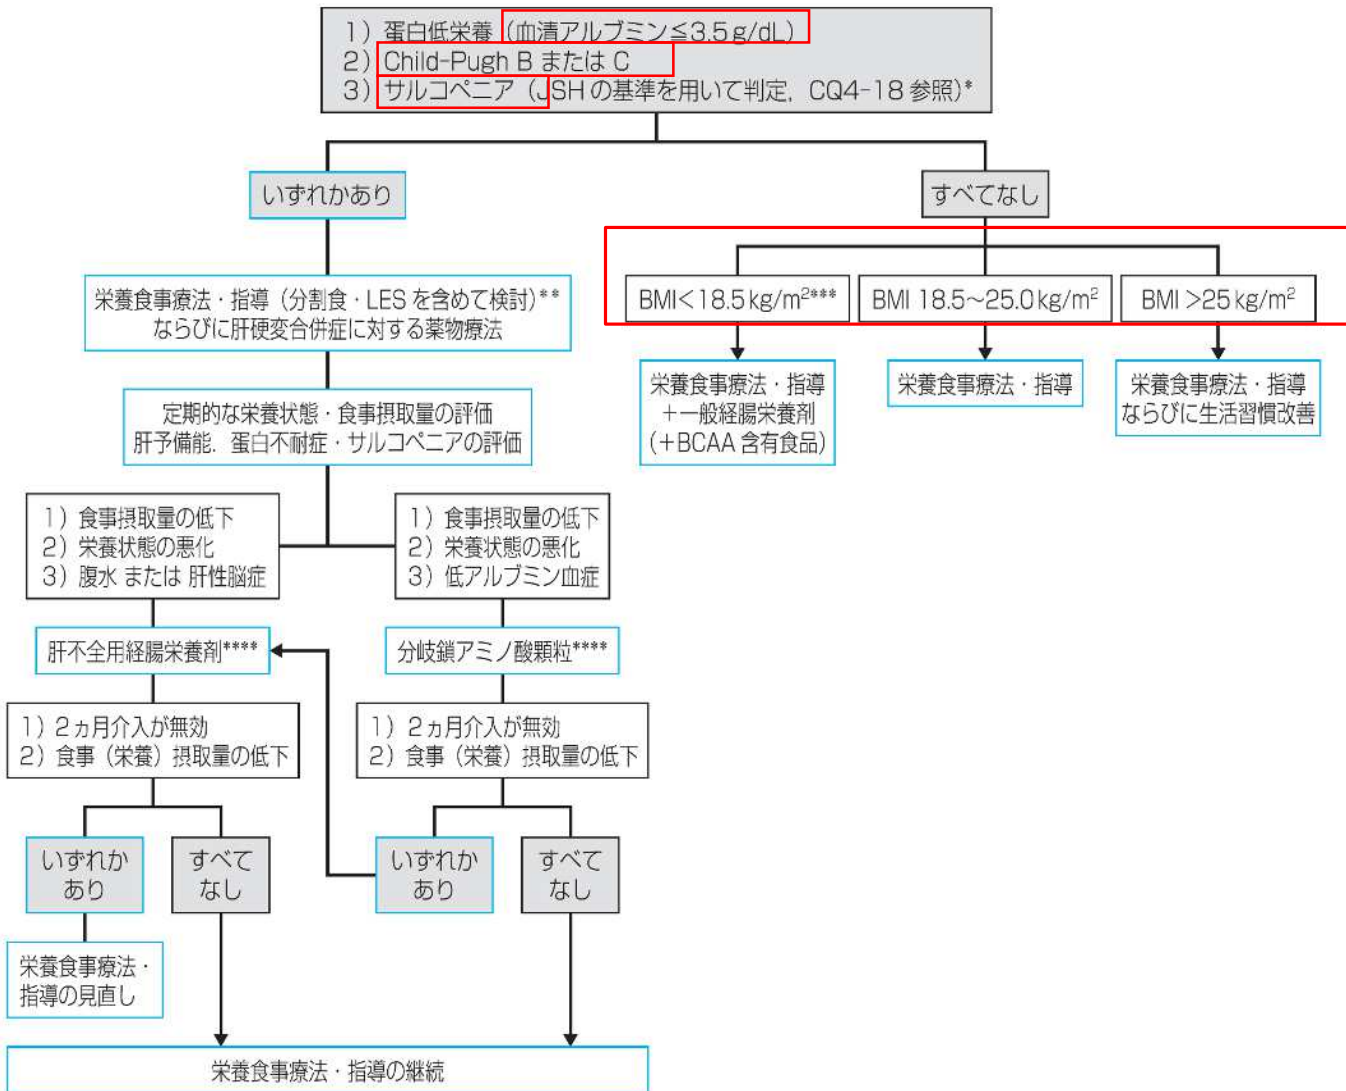 1）蛋白低栄養（血清アルブミン≦3.5 g/dL）
2）Child-Pugh B または C
3）サルコペニア（JSH の基準を用いて判定，CQ4-18 参照）*
いずれかあり
すべてなし
栄養食事療法・指導（分割食・LES を含めて検討）**
ならびに肝硬変合併症に対する薬物療法
BMI<18.5 kg/m²***
BMI 18.5～25.0 kg/m²
BMI >25 kg/m²
栄養食事療法・指導
＋一般経腸栄養剤
（＋BCAA 含有食品）
栄養食事療法・指導
栄養食事療法・指導
ならびに生活習慣改善
定期的な栄養状態・食事摂取量の評価
肝予備能．蛋白不耐症・サルコペニアの評価
1）食事摂取量の低下
2）栄養状態の悪化
3）腹水 または 肝性脳症
1）食事摂取量の低下
2）栄養状態の悪化
3）低アルブミン血症
肝不全用経腸栄養剤****
分岐鎖アミノ酸顆粒****
1）2ヵ月介入が無効
2）食事（栄養）摂取量の低下
1）2ヵ月介入が無効
2）食事（栄養）摂取量の低下
いずれか
あり
すべて
なし
いずれか
あり
すべて
なし
栄養食事療法・
指導の見直し
栄養食事療法・指導の継続